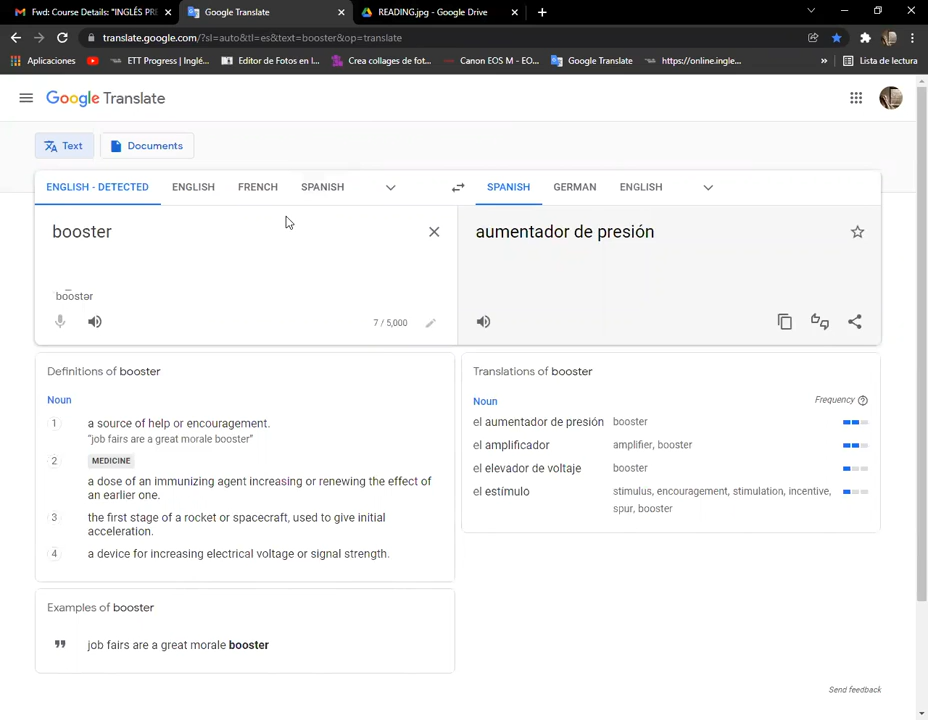 Fwd: Course Details: "INGLÉS PRE
Google Translate
READING.jpg - Google Drive
translate.google.com/?sl=auto&tl=es&text=booster&op=translate
Aplicaciones
ETT Progress | Inglé...
Editor de Fotos en l...
Crea collages de fot...
Canon EOS M - EO...
Google Translate
https://online.ingle...
»
Lista de lectura
Google Translate
Text
Documents
ENGLISH - DETECTED
ENGLISH
FRENCH
SPANISH
SPANISH
GERMAN
ENGLISH
booster
aumentador de presión
bo͞ostər
7 / 5,000
Definitions of booster
Noun
1 a source of help or encouragement.
"job fairs are a great morale booster"
2 MEDICINE
a dose of an immunizing agent increasing or renewing the effect of
an earlier one.
3 the first stage of a rocket or spacecraft, used to give initial
acceleration.
4 a device for increasing electrical voltage or signal strength.
Translations of booster
Noun
Frequency
el aumentador de presión booster
el amplificador amplifier, booster
el elevador de voltaje booster
el estímulo stimulus, encouragement, stimulation, incentive,
spur, booster
Examples of booster
job fairs are a great morale booster
Send feedback